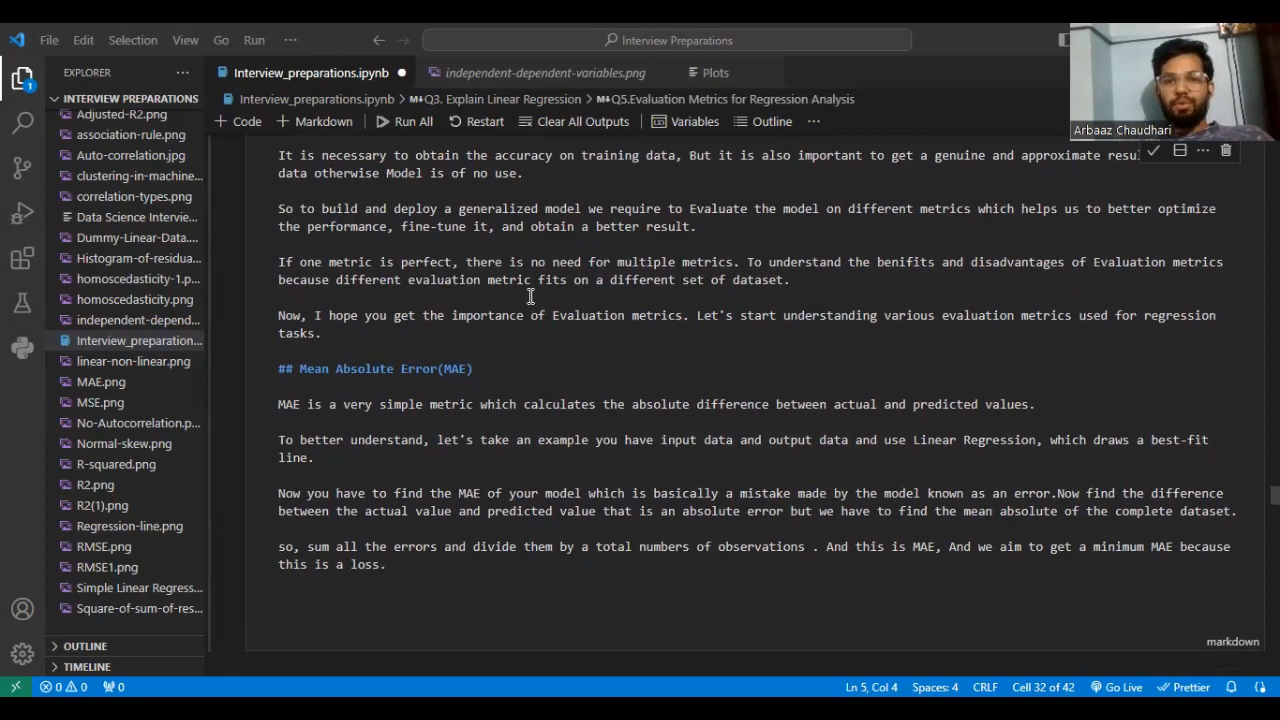 File Edit Selection View Go Run ··· Interview Preparations
EXPLORER ···
Interview_preparations.ipynb independent-dependent-variables.png Plots
INTERVIEW PREPARATIONS
Interview_preparations.ipynb > Q3. Explain Linear Regression > Q5.Evaluation Metrics for Regression Analysis
+ Code + Markdown Run All Restart Clear All Outputs Variables Outline ···
Arbaaz Chaudhari
Adjusted-R2.png
association-rule.png
Auto-correlation.jpg
clustering-in-machine...
correlation-types.png
Data Science Intervie...
Dummy-Linear-Data....
Histogram-of-residua...
homoscedasticity-1.p...
homoscedasticity.png
independent-depend...
Interview_preparation...
linear-non-linear.png
MAE.png
MSE.png
No-Autocorrelation.p...
Normal-skew.png
R-squared.png
R2.png
R2(1).png
Regression-line.png
RMSE.png
RMSE1.png
Simple Linear Regress...
Square-of-sum-of-res...
OUTLINE
TIMELINE
It is necessary to obtain the accuracy on training data, But it is also important to get a genuine and approximate resu
data otherwise Model is of no use.
So to build and deploy a generalized model we require to Evaluate the model on different metrics which helps us to better optimize
the performance, fine-tune it, and obtain a better result.
If one metric is perfect, there is no need for multiple metrics. To understand the benifits and disadvantages of Evaluation metrics
because different evaluation metric fits on a different set of dataset.
Now, I hope you get the importance of Evaluation metrics. Let's start understanding various evaluation metrics used for regression
tasks.
## Mean Absolute Error(MAE)
MAE is a very simple metric which calculates the absolute difference between actual and predicted values.
To better understand, let's take an example you have input data and output data and use Linear Regression, which draws a best-fit
line.
Now you have to find the MAE of your model which is basically a mistake made by the model known as an error.Now find the difference
between the actual value and predicted value that is an absolute error but we have to find the mean absolute of the complete dataset.
so, sum all the errors and divide them by a total numbers of observations . And this is MAE, And we aim to get a minimum MAE because
this is a loss.
markdown
0 0 0 Ln 5, Col 4 Spaces: 4 CRLF Cell 32 of 42 Go Live Prettier